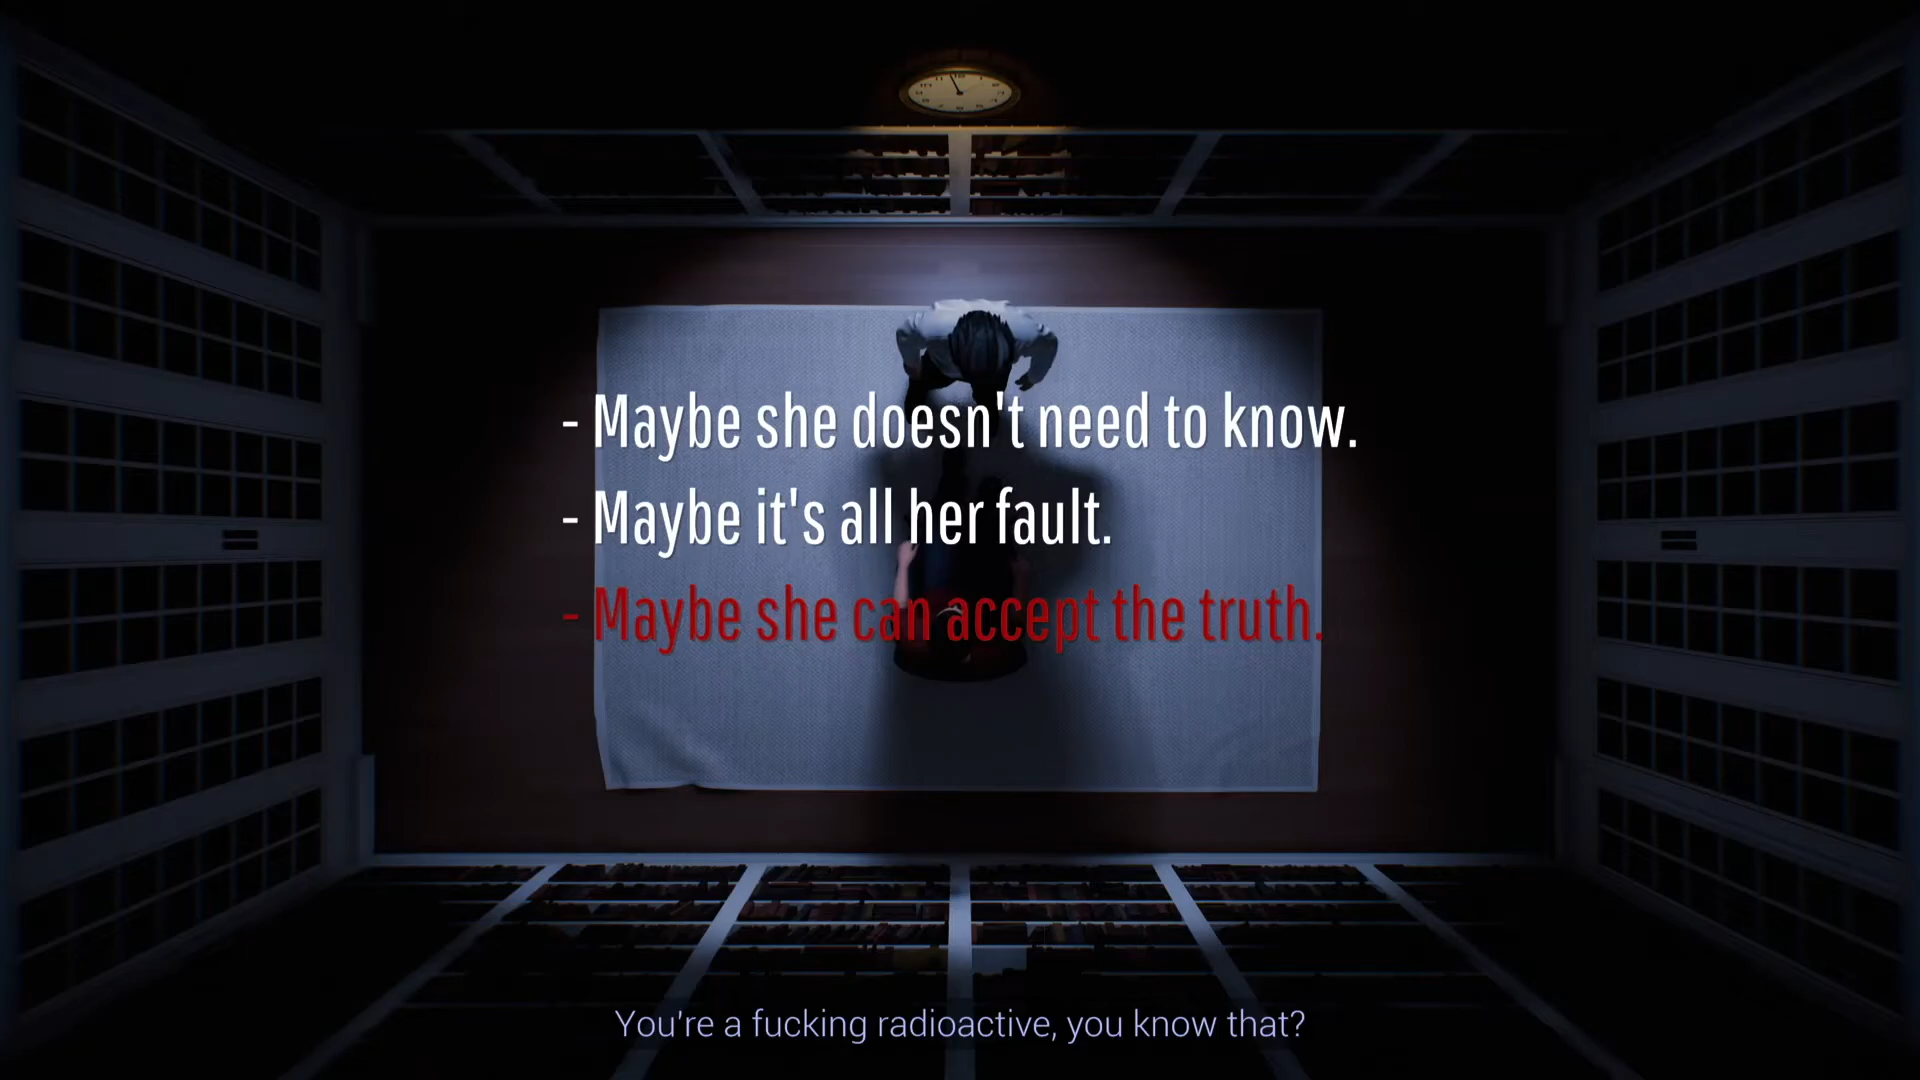 - Maybe she doesn't need to know.
- Maybe it's all her fault.
- Maybe she can accept the truth.
You're a fucking radioactive, you know that?